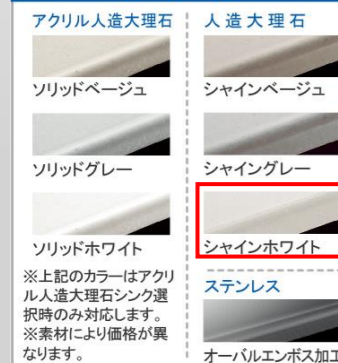 アクリル人造大理石
ソリッドベージュ
ソリッドグレー
ソリッドホワイト
※上記のカラーはアクリ
ル人造大理石シンク選
択時のみ対応します。
※素材により価格が異
なります。
人造大理石
シャインベージュ
シャイングレー
シャインホワイト
ステンレス
オーバルエンボス加工